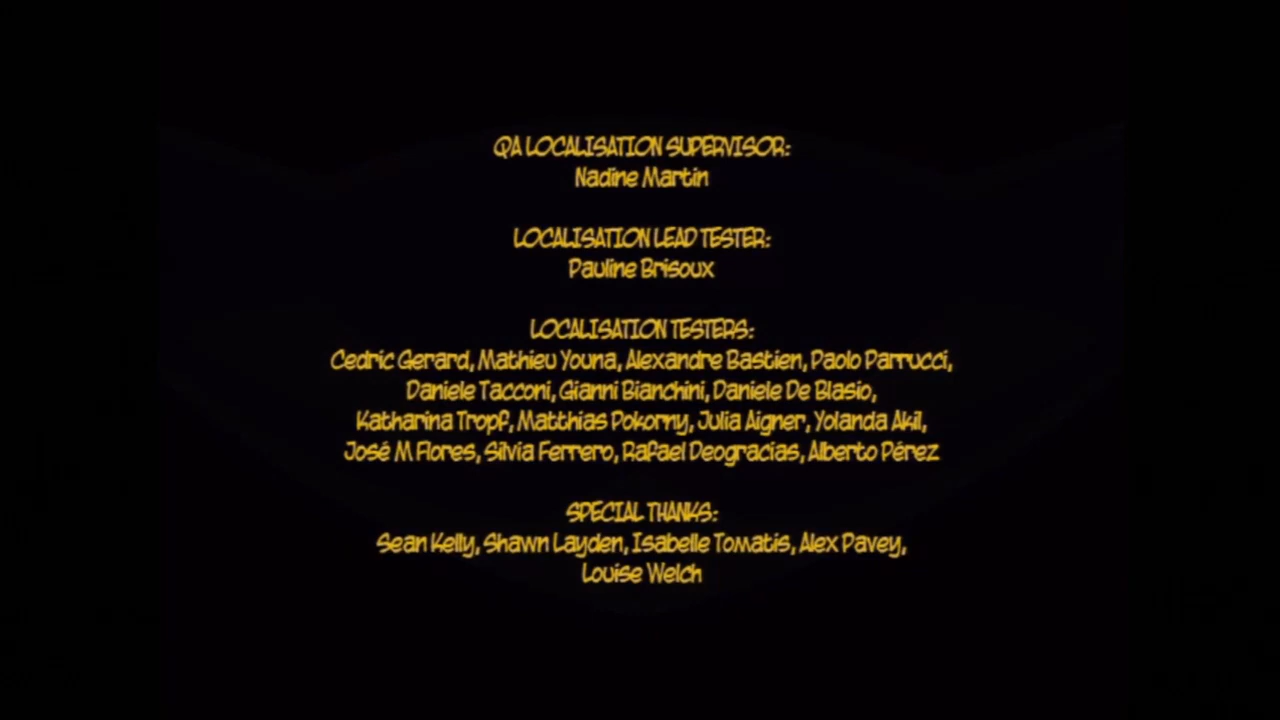 QA LOCALISATION SUPERVISOR:
Nadine Martin
LOCALISATION LEAD TESTER:
Pauline Brisoux
LOCALISATION TESTERS:
Cedric Gerard, Mathieu Youna, Alexandre Bastien, Paolo Parrucci,
Daniele Tacconi, Gianni Bianchini, Daniele De Blasio,
Katharina Tropf, Matthias Pokorny, Julia Aigner, Yolanda Akil,
José M Flores, Silvia Ferrero, Rafael Deogracias, Alberto Pérez
SPECIAL THANKS:
Sean Kelly, Shawn Layden, Isabelle Tomatis, Alex Pavey,
Louise Welch